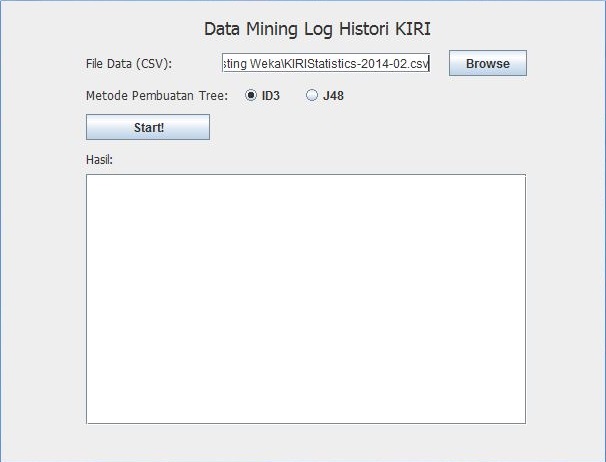 Data Mining Log Histori KIRI
File Data (CSV): sting Weka\KIRIStatistics-2014-02.csv Browse
Metode Pembuatan Tree: ID3 J48
Start!
Hasil: